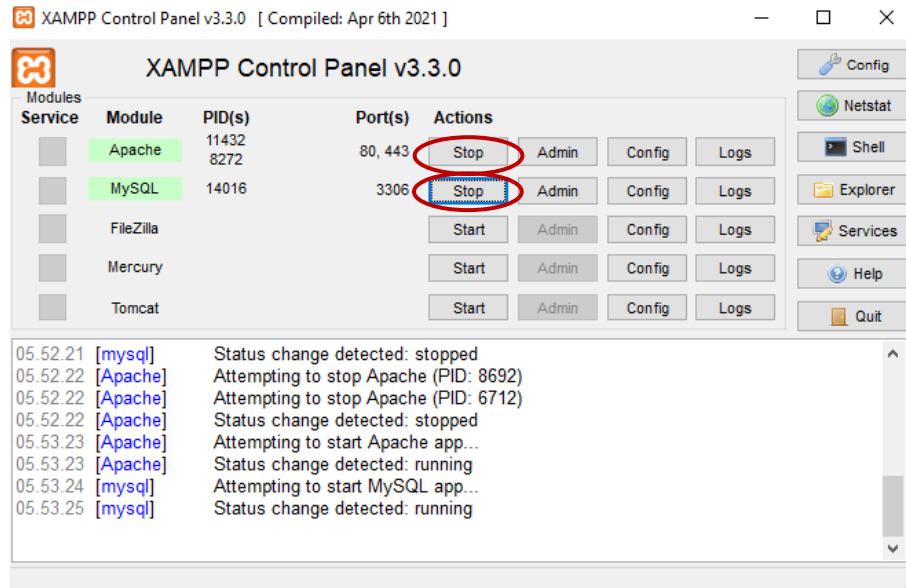 XAMPP Control Panel v3.3.0 [ Compiled: Apr 6th 2021 ]
XAMPP Control Panel v3.3.0
Config
Modules
Service Module PID(s) Port(s) Actions
Netstat
Apache 11432 8272 80, 443 Stop Admin Config Logs
Shell
MySQL 14016 3306 Stop Admin Config Logs
Explorer
FileZilla Start Admin Config Logs
Services
Mercury Start Admin Config Logs
Help
Tomcat Start Admin Config Logs
Quit
05.52.21 [mysql] Status change detected: stopped
05.52.22 [Apache] Attempting to stop Apache (PID: 8692)
05.52.22 [Apache] Attempting to stop Apache (PID: 6712)
05.52.22 [Apache] Status change detected: stopped
05.53.23 [Apache] Attempting to start Apache app...
05.53.23 [Apache] Status change detected: running
05.53.24 [mysql] Attempting to start MySQL app...
05.53.25 [mysql] Status change detected: running